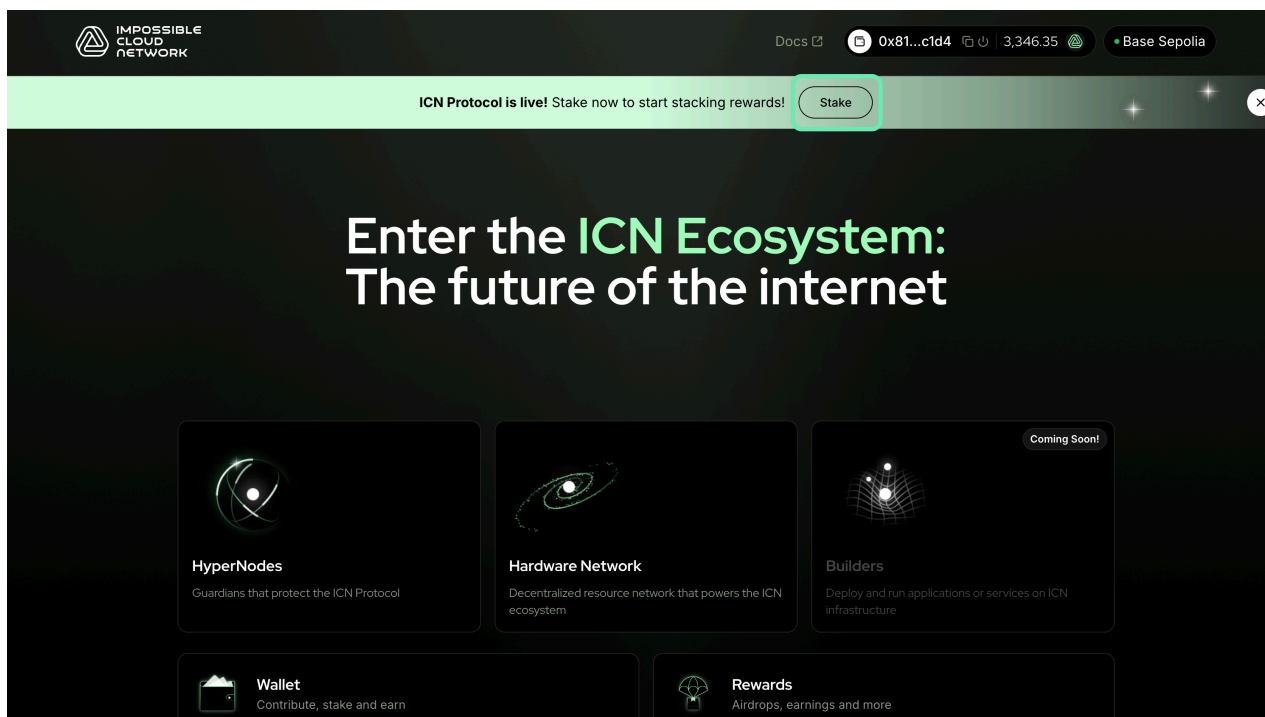 IMPOSSIBLE
CLOUD
NETWORK
Docs
0x81...c1d4
3,346.35
Base Sepolia
ICN Protocol is live! Stake now to start stacking rewards!
Stake
Enter the ICN Ecosystem:
The future of the internet
HyperNodes
Guardians that protect the ICN Protocol
Hardware Network
Decentralized resource network that powers the ICN
ecosystem
Coming Soon!
Builders
Deploy and run applications or services on ICN
infrastructure
Wallet
Contribute, stake and earn
Rewards
Airdrops, earnings and more